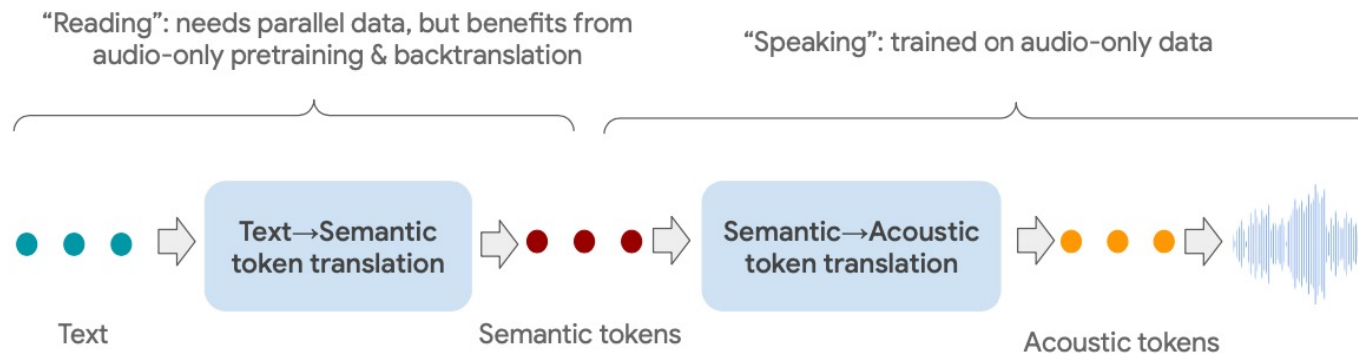 “Reading”: needs parallel data, but benefits from
audio-only pretraining & backtranslation
“Speaking”: trained on audio-only data
Text→Semantic
token translation
Semantic→Acoustic
token translation
Text
Semantic tokens
Acoustic tokens